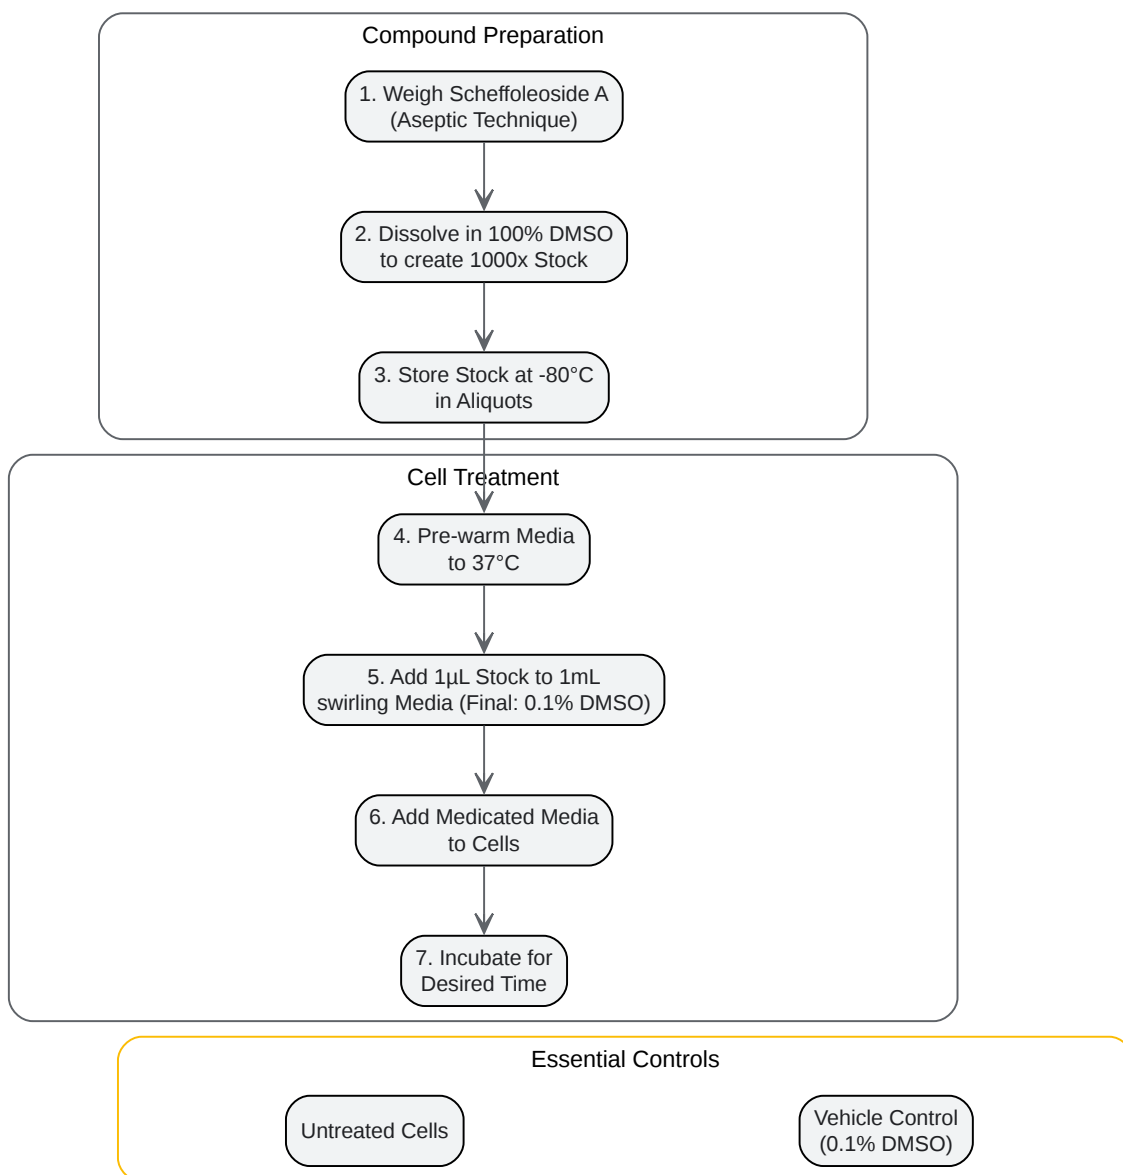 Compound Preparation
1. Weigh Scheffoleoside A
(Aseptic Technique)
2. Dissolve in 100% DMSO
to create 1000x Stock
3. Store Stock at -80°C
in Aliquots
Cell Treatment
4. Pre-warm Media
to 37°C
5. Add 1µL Stock to 1mL
swirling Media (Final: 0.1% DMSO)
6. Add Medicated Media
to Cells
7. Incubate for
Desired Time
Essential Controls
Untreated Cells
Vehicle Control
(0.1% DMSO)